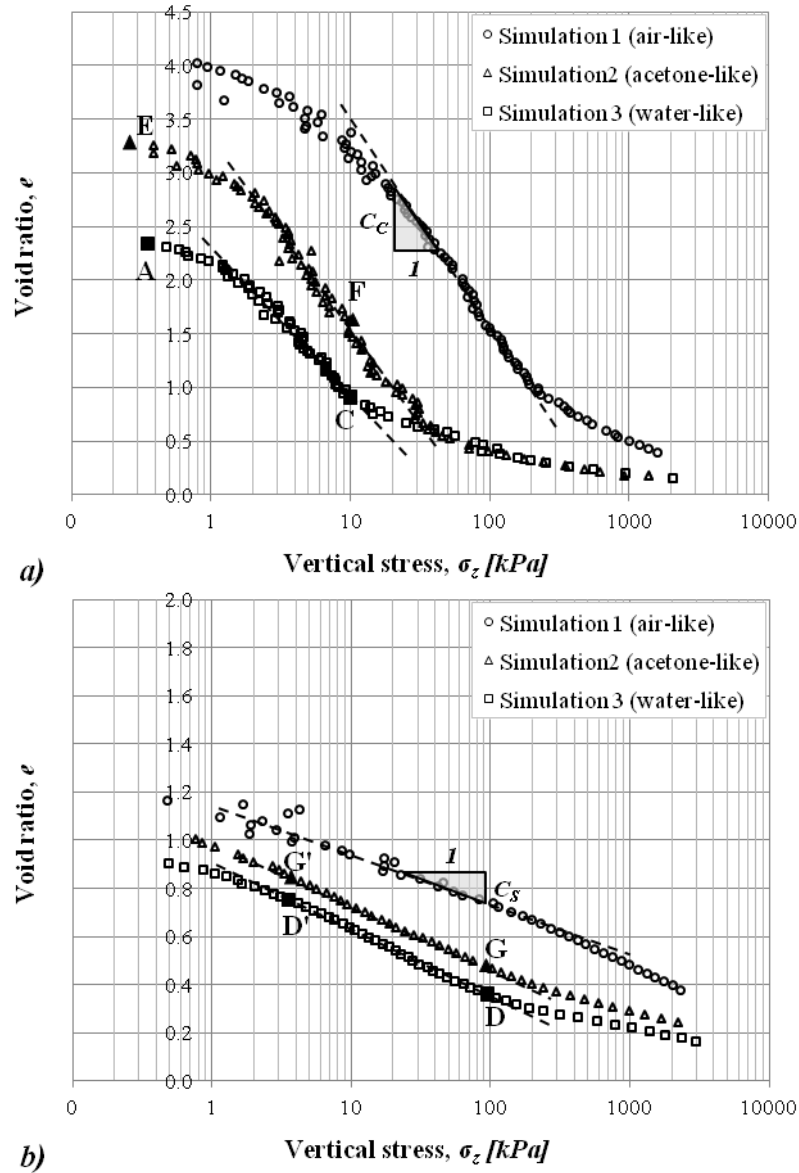 4.5
Simulation 1 (air-like)
Simulation2 (acetone-like)
Simulation 3 (water-like)
4.0
3.5
E
3.0
2.5
C_C
1
A
2.0
F
1.5
1.0
C
0.5
0.0
Void ratio, e
0 1 10 100 1000 10000
Vertical stress, σ_z [kPa]
a)
2.0
Simulation 1 (air-like)
Simulation2 (acetone-like)
Simulation 3 (water-like)
1.8
1.6
1.4
1.2
1.0
1
G'
C_S
0.8
D'
0.6
G
0.4
D
0.2
0.0
Void ratio, e
0 1 10 100 1000 10000
Vertical stress, σ_z [kPa]
b)